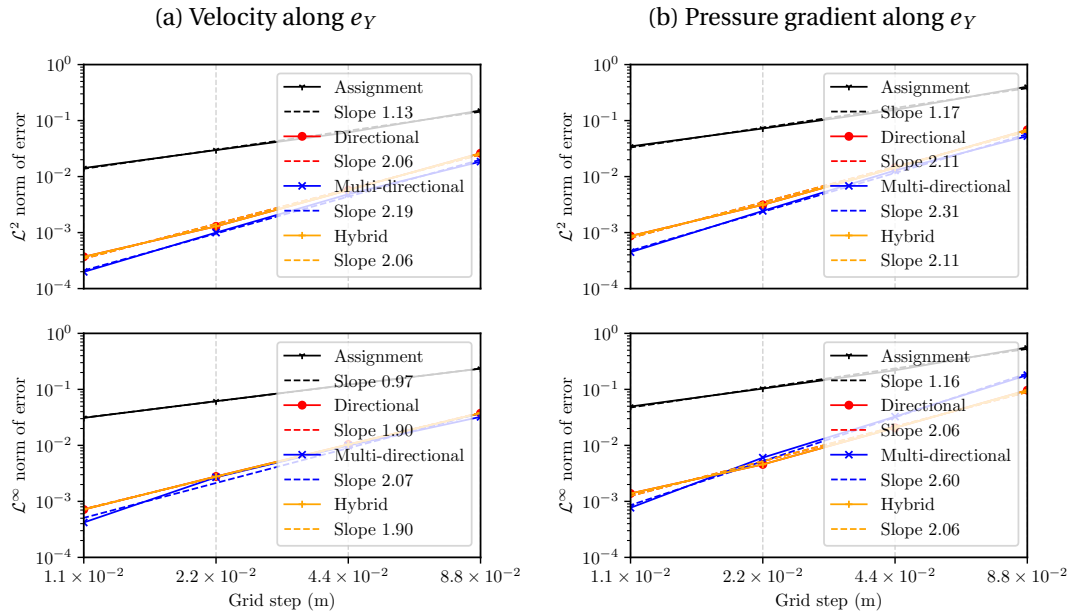 (a) Velocity along e_Y
(b) Pressure gradient along e_Y
10^0
10^{-1}
10^{-2}
10^{-3}
10^{-4}
ℒ^2 norm of error
Assignment
Slope 1.13
Directional
Slope 2.06
Multi-directional
Slope 2.19
Hybrid
Slope 2.06
10^0
10^{-1}
10^{-2}
10^{-3}
10^{-4}
ℒ^2 norm of error
Assignment
Slope 1.17
Directional
Slope 2.11
Multi-directional
Slope 2.31
Hybrid
Slope 2.11
10^0
10^{-1}
10^{-2}
10^{-3}
10^{-4}
ℒ^∞ norm of error
Assignment
Slope 0.97
Directional
Slope 1.90
Multi-directional
Slope 2.07
Hybrid
Slope 1.90
1.1 × 10^{-2} 2.2 × 10^{-2} 4.4 × 10^{-2} 8.8 × 10^{-2}
Grid step (m)
10^0
10^{-1}
10^{-2}
10^{-3}
10^{-4}
ℒ^∞ norm of error
Assignment
Slope 1.16
Directional
Slope 2.06
Multi-directional
Slope 2.60
Hybrid
Slope 2.06
1.1 × 10^{-2} 2.2 × 10^{-2} 4.4 × 10^{-2} 8.8 × 10^{-2}
Grid step (m)